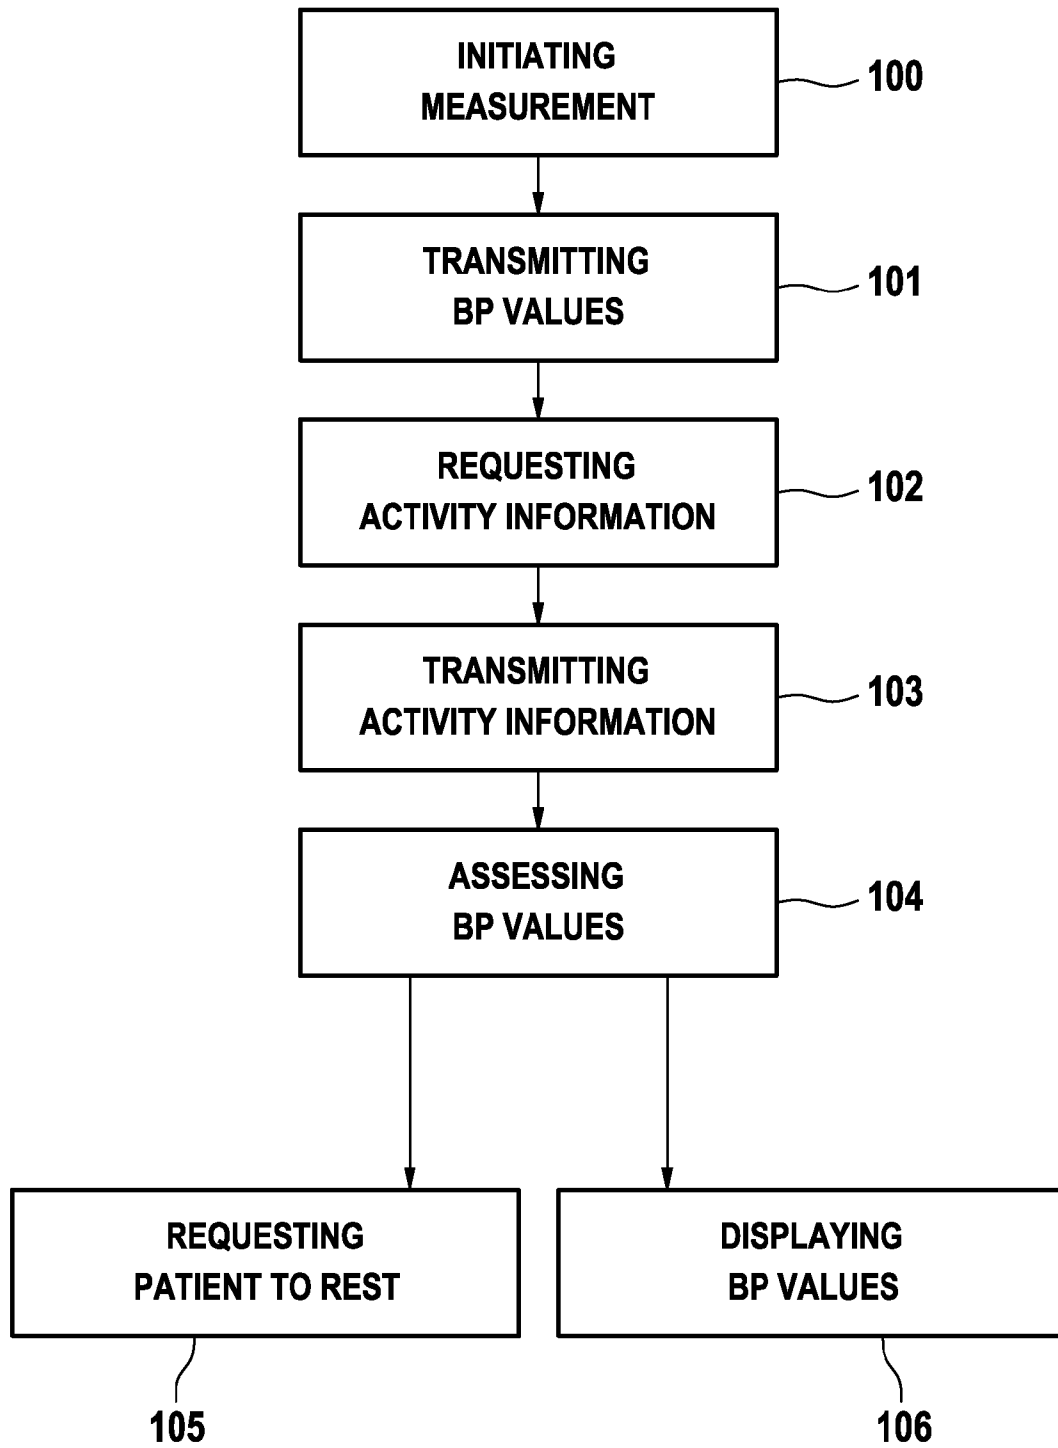 INITIATING
MEASUREMENT
100
TRANSMITTING
BP VALUES
101
REQUESTING
ACTIVITY INFORMATION
102
TRANSMITTING
ACTIVITY INFORMATION
103
ASSESSING
BP VALUES
104
REQUESTING
PATIENT TO REST
105
DISPLAYING
BP VALUES
106